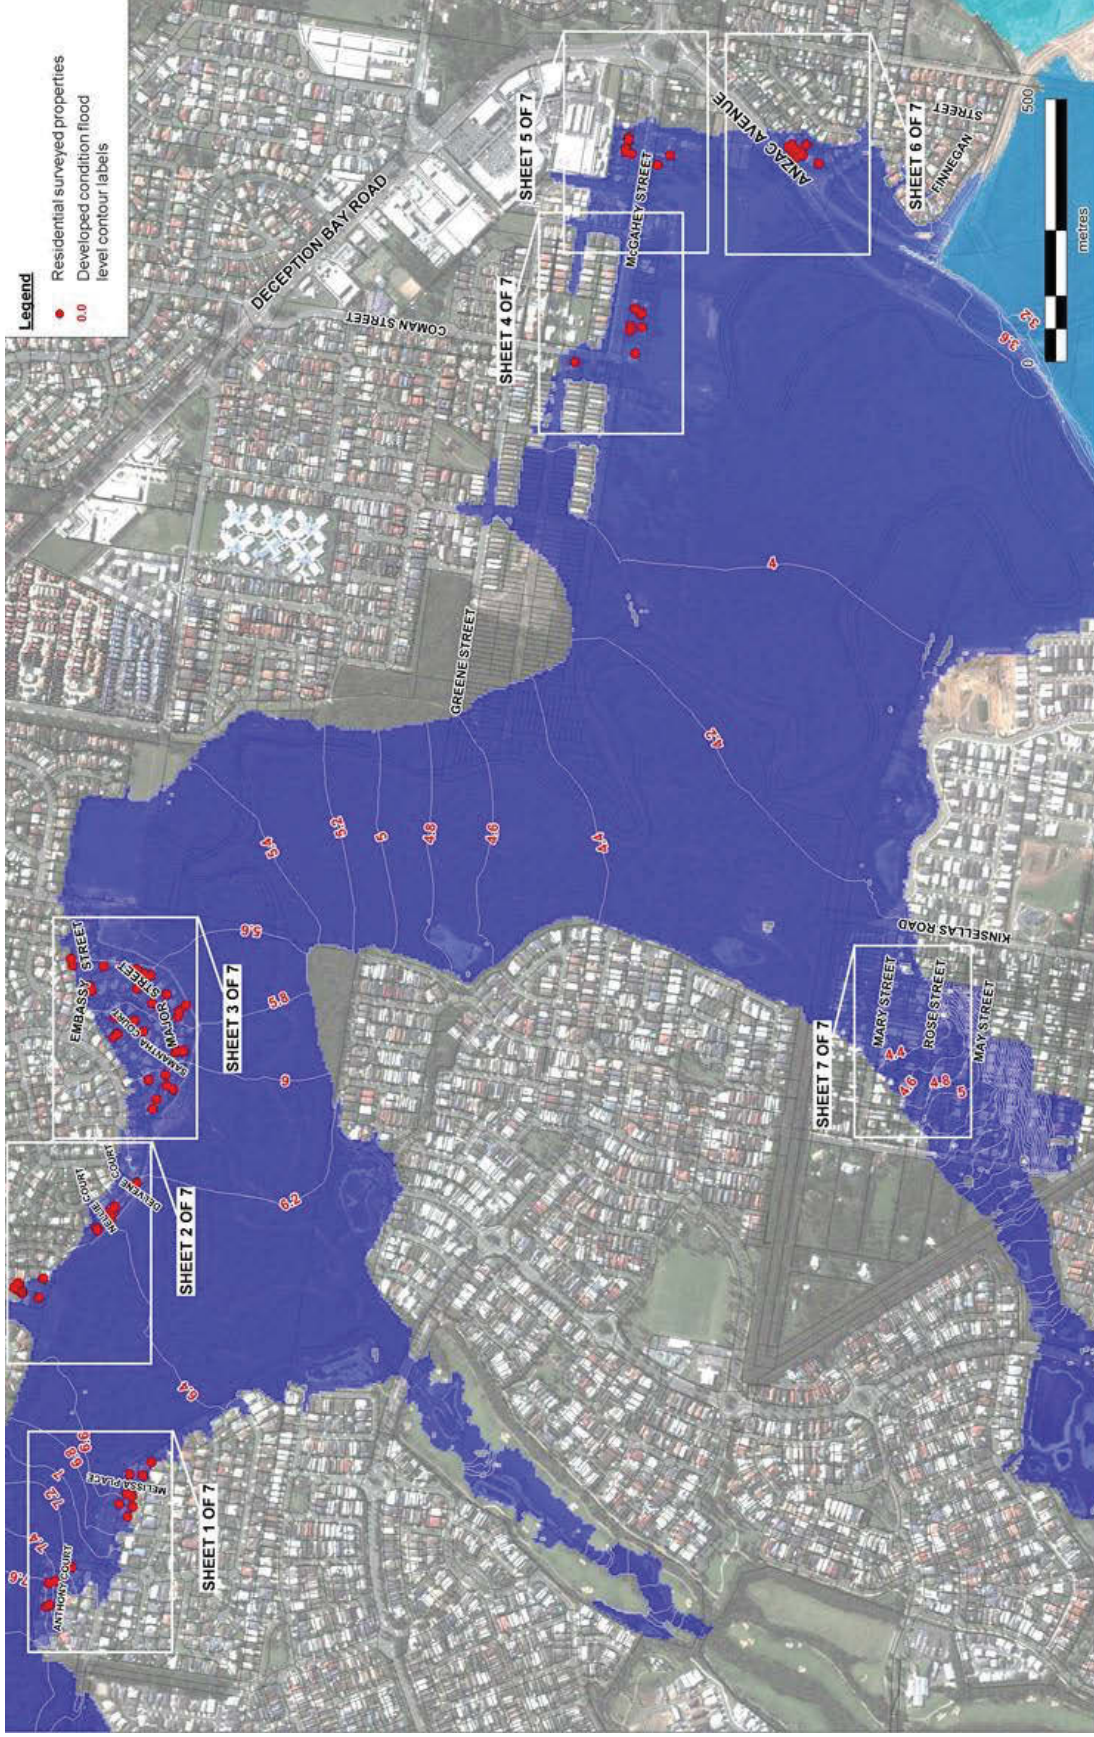 Legend
Residential surveyed properties
0.0 Developed condition flood
level contour labels
DECEPTION BAY ROAD
COMAN STREET
SHEET 5 OF 7
SHEET 4 OF 7
McGAHEY STREET
ANZAC AVENUE
SHEET 6 OF 7
FINNEGAN
STREET
0
500
metres
3.2
3.6
GREENE STREET
4
4.2
4.4
4.6
4.8
5
5.2
5.4
5.6
5.8
6
6.2
6.4
EMBASSY STREET
MAJOR STREET
SAMANTHA COURT
SHEET 3 OF 7
NELLIE COURT
DELVENE COURT
SHEET 2 OF 7
MELISSA PLACE
ANTHONY COURT
6.6
6.8
7
7.2
7.4
7.6
SHEET 1 OF 7
KINSELLAS ROAD
SHEET 7 OF 7
MARY STREET
ROSE STREET
MAY STREET
4.4
4.6
4.8
5